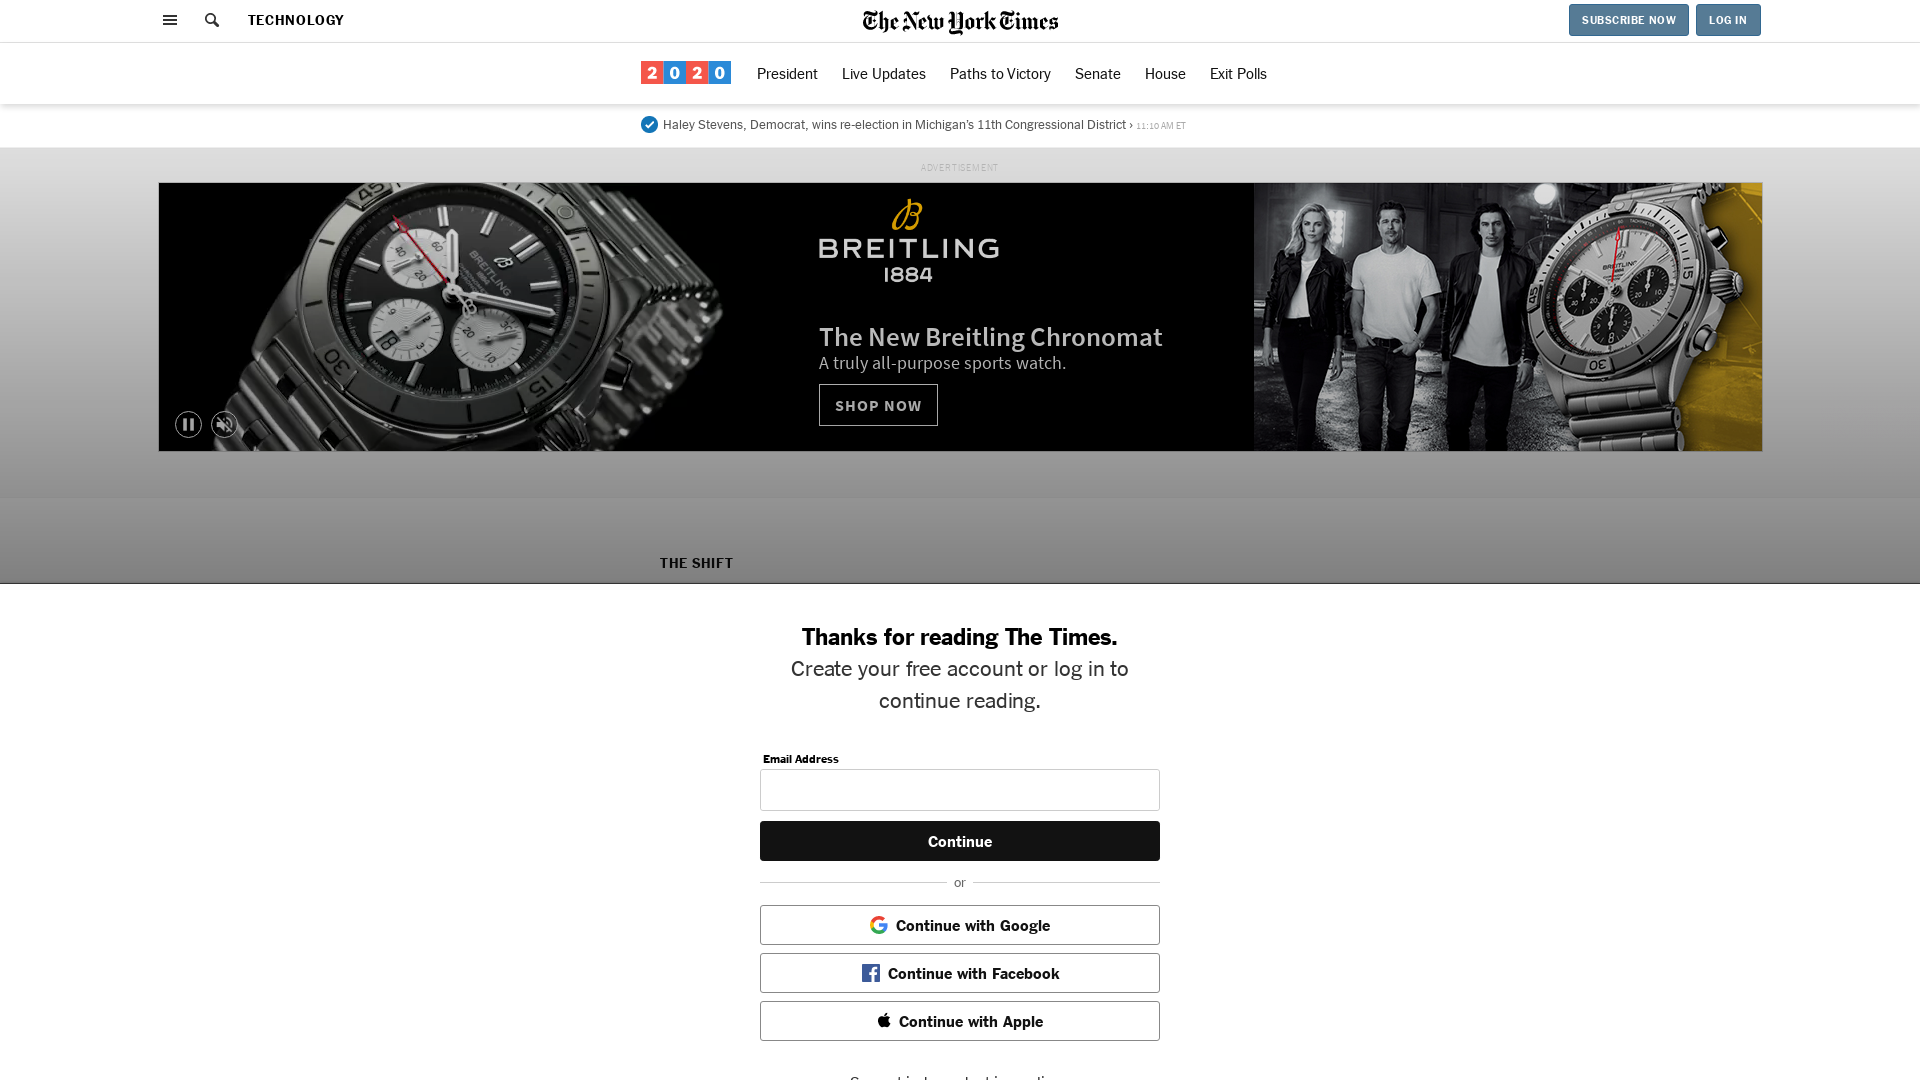 TECHNOLOGY
The New York Times
SUBSCRIBE NOW
LOG IN
2020
President
Live Updates
Paths to Victory
Senate
House
Exit Polls
Haley Stevens, Democrat, wins re-election in Michigan's 11th Congressional District › 11:10 AM ET
ADVERTISEMENT
BREITLING
1884
The New Breitling Chronomat
A truly all-purpose sports watch.
SHOP NOW
THE SHIFT
Thanks for reading The Times.
Create your free account or log in to
continue reading.
Email Address
Continue
or
Continue with Google
Continue with Facebook
Continue with Apple